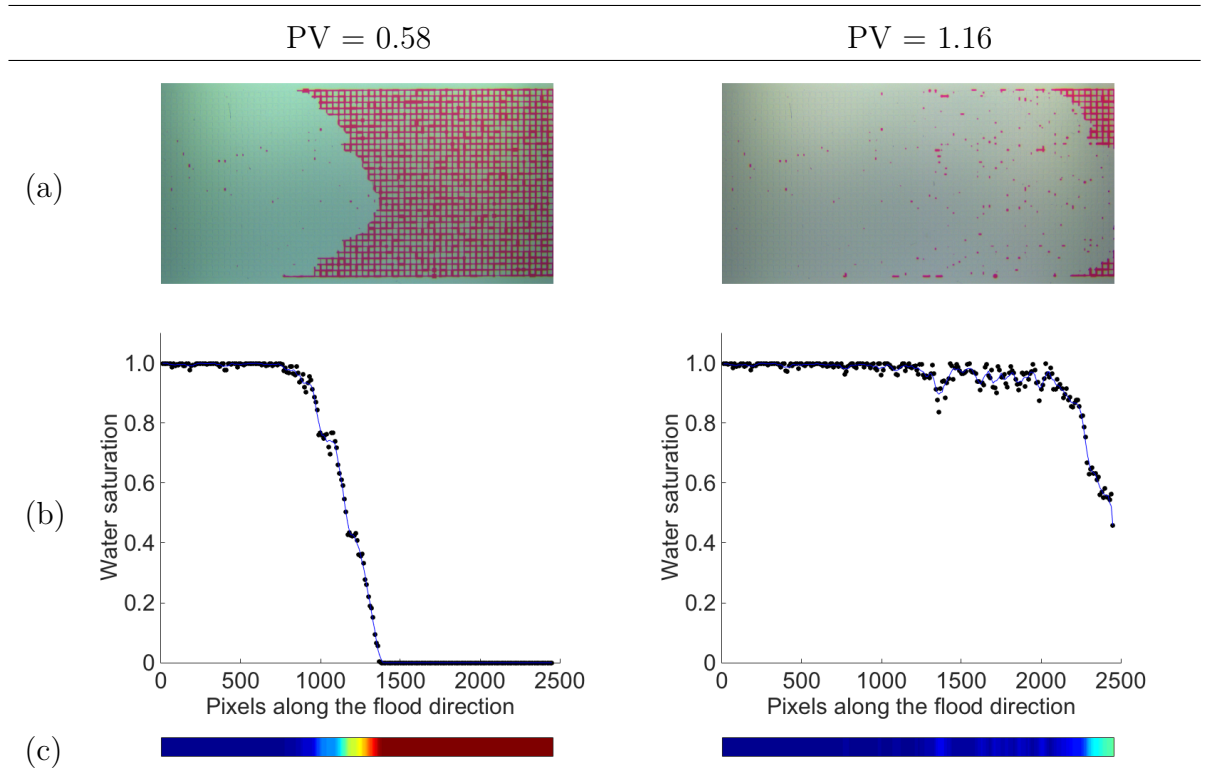 PV = 0.58 PV = 1.16
(a)
(b)
Water saturation
1.0
0.8
0.6
0.4
0.2
0
0 500 1000 1500 2000 2500
Pixels along the flood direction
Water saturation
1.0
0.8
0.6
0.4
0.2
0
0 500 1000 1500 2000 2500
Pixels along the flood direction
(c)